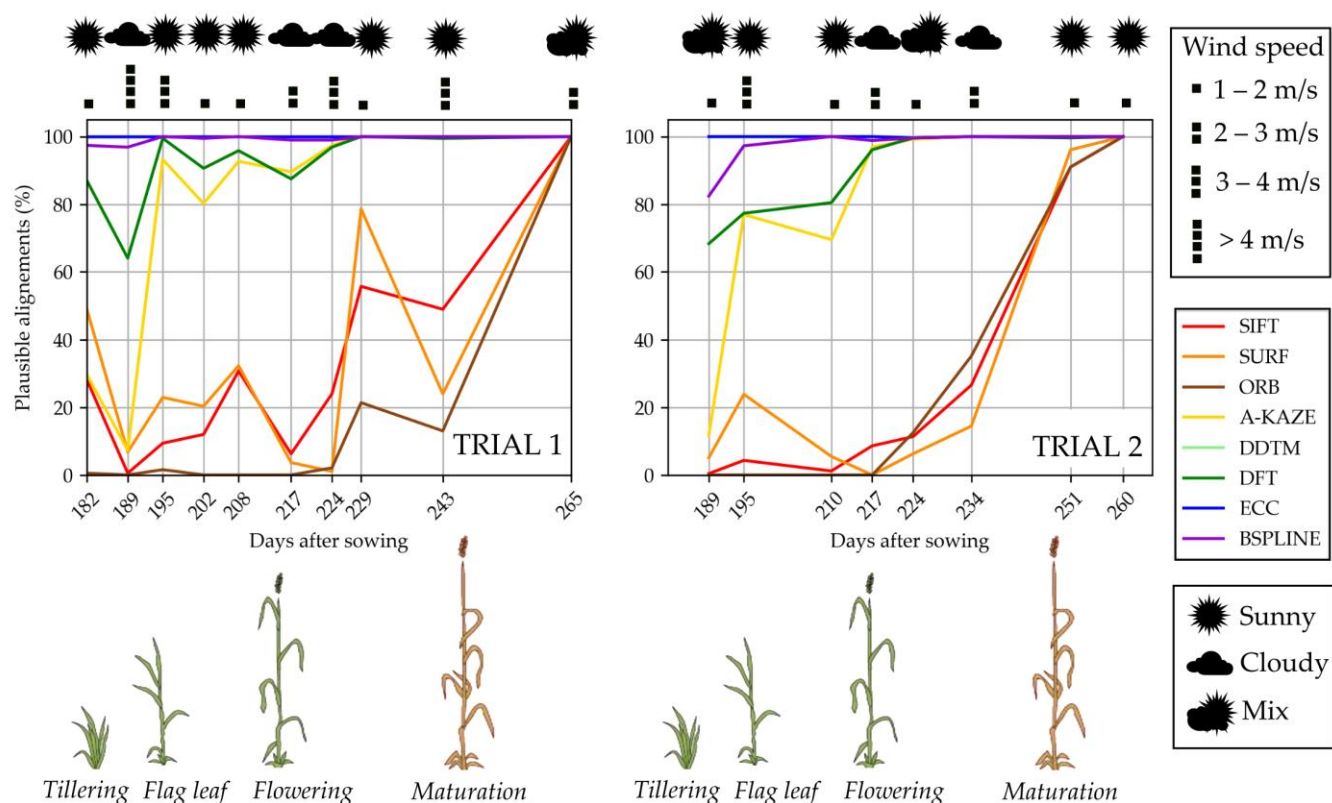 Plausible alignements (%)
100
80
60
40
20
0
TRIAL 1
182
189
195
202
208
217
224
229
243
265
Days after sowing
Tillering Flag leaf Flowering Maturation
100
80
60
40
20
0
TRIAL 2
189
195
210
217
224
234
251
260
Days after sowing
Tillering Flag leaf Flowering Maturation
Wind speed
1 – 2 m/s
2 – 3 m/s
3 – 4 m/s
> 4 m/s
SIFT
SURF
ORB
A-KAZE
DDTM
DFT
ECC
BSPLINE
Sunny
Cloudy
Mix